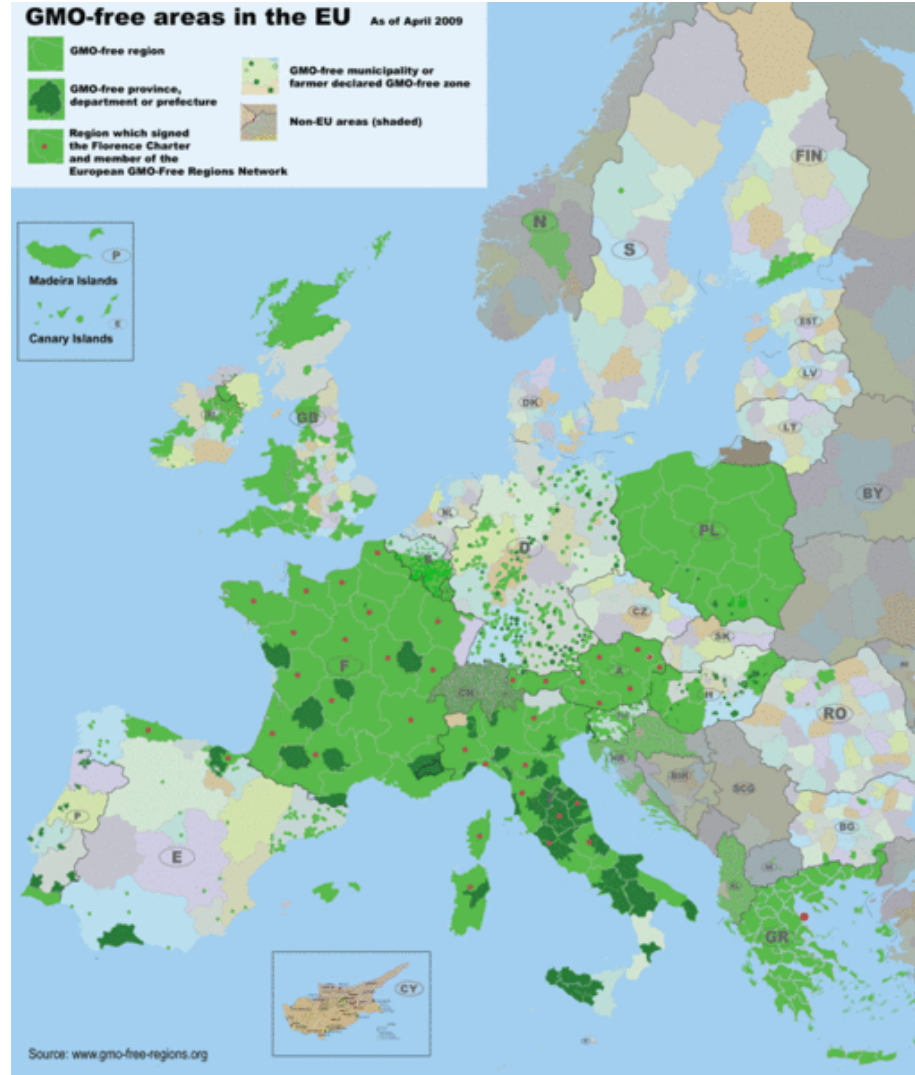 GMO-free areas in the EU As of April 2009
GMO-free region
GMO-free province,
department or prefecture
Region which signed
the Florence Charter
and member of the
European GMO-Free Regions Network
GMO-free municipality or
farmer declared GMO-free zone
Non-EU areas (shaded)
P
Madeira Islands
E
Canary Islands
N
S
FIN
EST
LV
LT
DK
GB
BY
PL
NL
D
B
CZ
SK
F
A
CH
H
RO
HR
BIH
SCG
BG
P
E
GR
CY
Source: www.gmo-free-regions.org